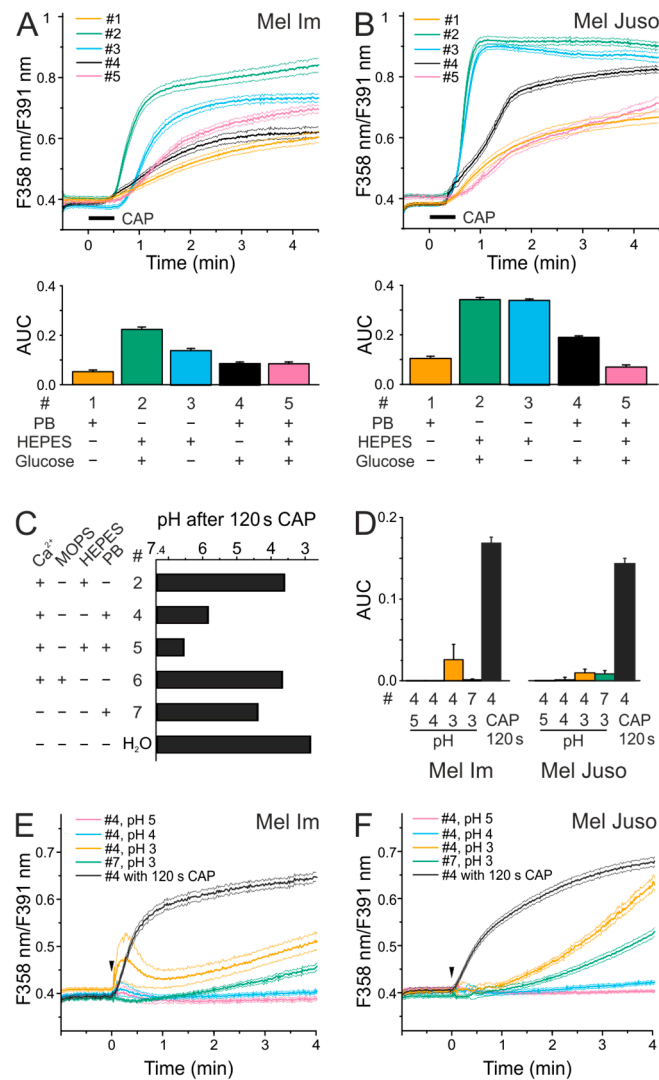 A
Mel Im
#1
#2
#3
#4
#5
F358 nm/F391 nm
1
0.8
0.6
0.4
CAP
0 1 2 3 4
Time (min)
B
Mel Juso
#1
#2
#3
#4
#5
F358 nm/F391 nm
1
0.8
0.6
0.4
CAP
0 1 2 3 4
Time (min)
AUC
0.4
0.2
0.0
# 1 2 3 4 5
PB + − − + +
HEPES − + + − +
Glucose − + − + +
AUC
0.4
0.2
0.0
# 1 2 3 4 5
PB + − − + +
HEPES − + + − +
Glucose − + − + +
C
pH after 120 s CAP
7.4 6 5 4 3
Ca²⁺ MOPS HEPES PB #
+ − + − 2
+ − − + 4
+ − + + 5
+ + − − 6
− − − + 7
− − − − H₂O
D
AUC
0.2
0.1
0.0
# 4 4 4 7 4 4 4 4 7 4
5 4 3 3 CAP 5 4 3 3 CAP
pH 120 s pH 120 s
Mel Im Mel Juso
E
Mel Im
#4, pH 5
#4, pH 4
#4, pH 3
#7, pH 3
#4 with 120 s CAP
F358 nm/F391 nm
0.7
0.6
0.5
0.4
0 1 2 3 4
Time (min)
F
Mel Juso
#4, pH 5
#4, pH 4
#4, pH 3
#7, pH 3
#4 with 120 s CAP
F358 nm/F391 nm
0.7
0.6
0.5
0.4
0 1 2 3 4
Time (min)